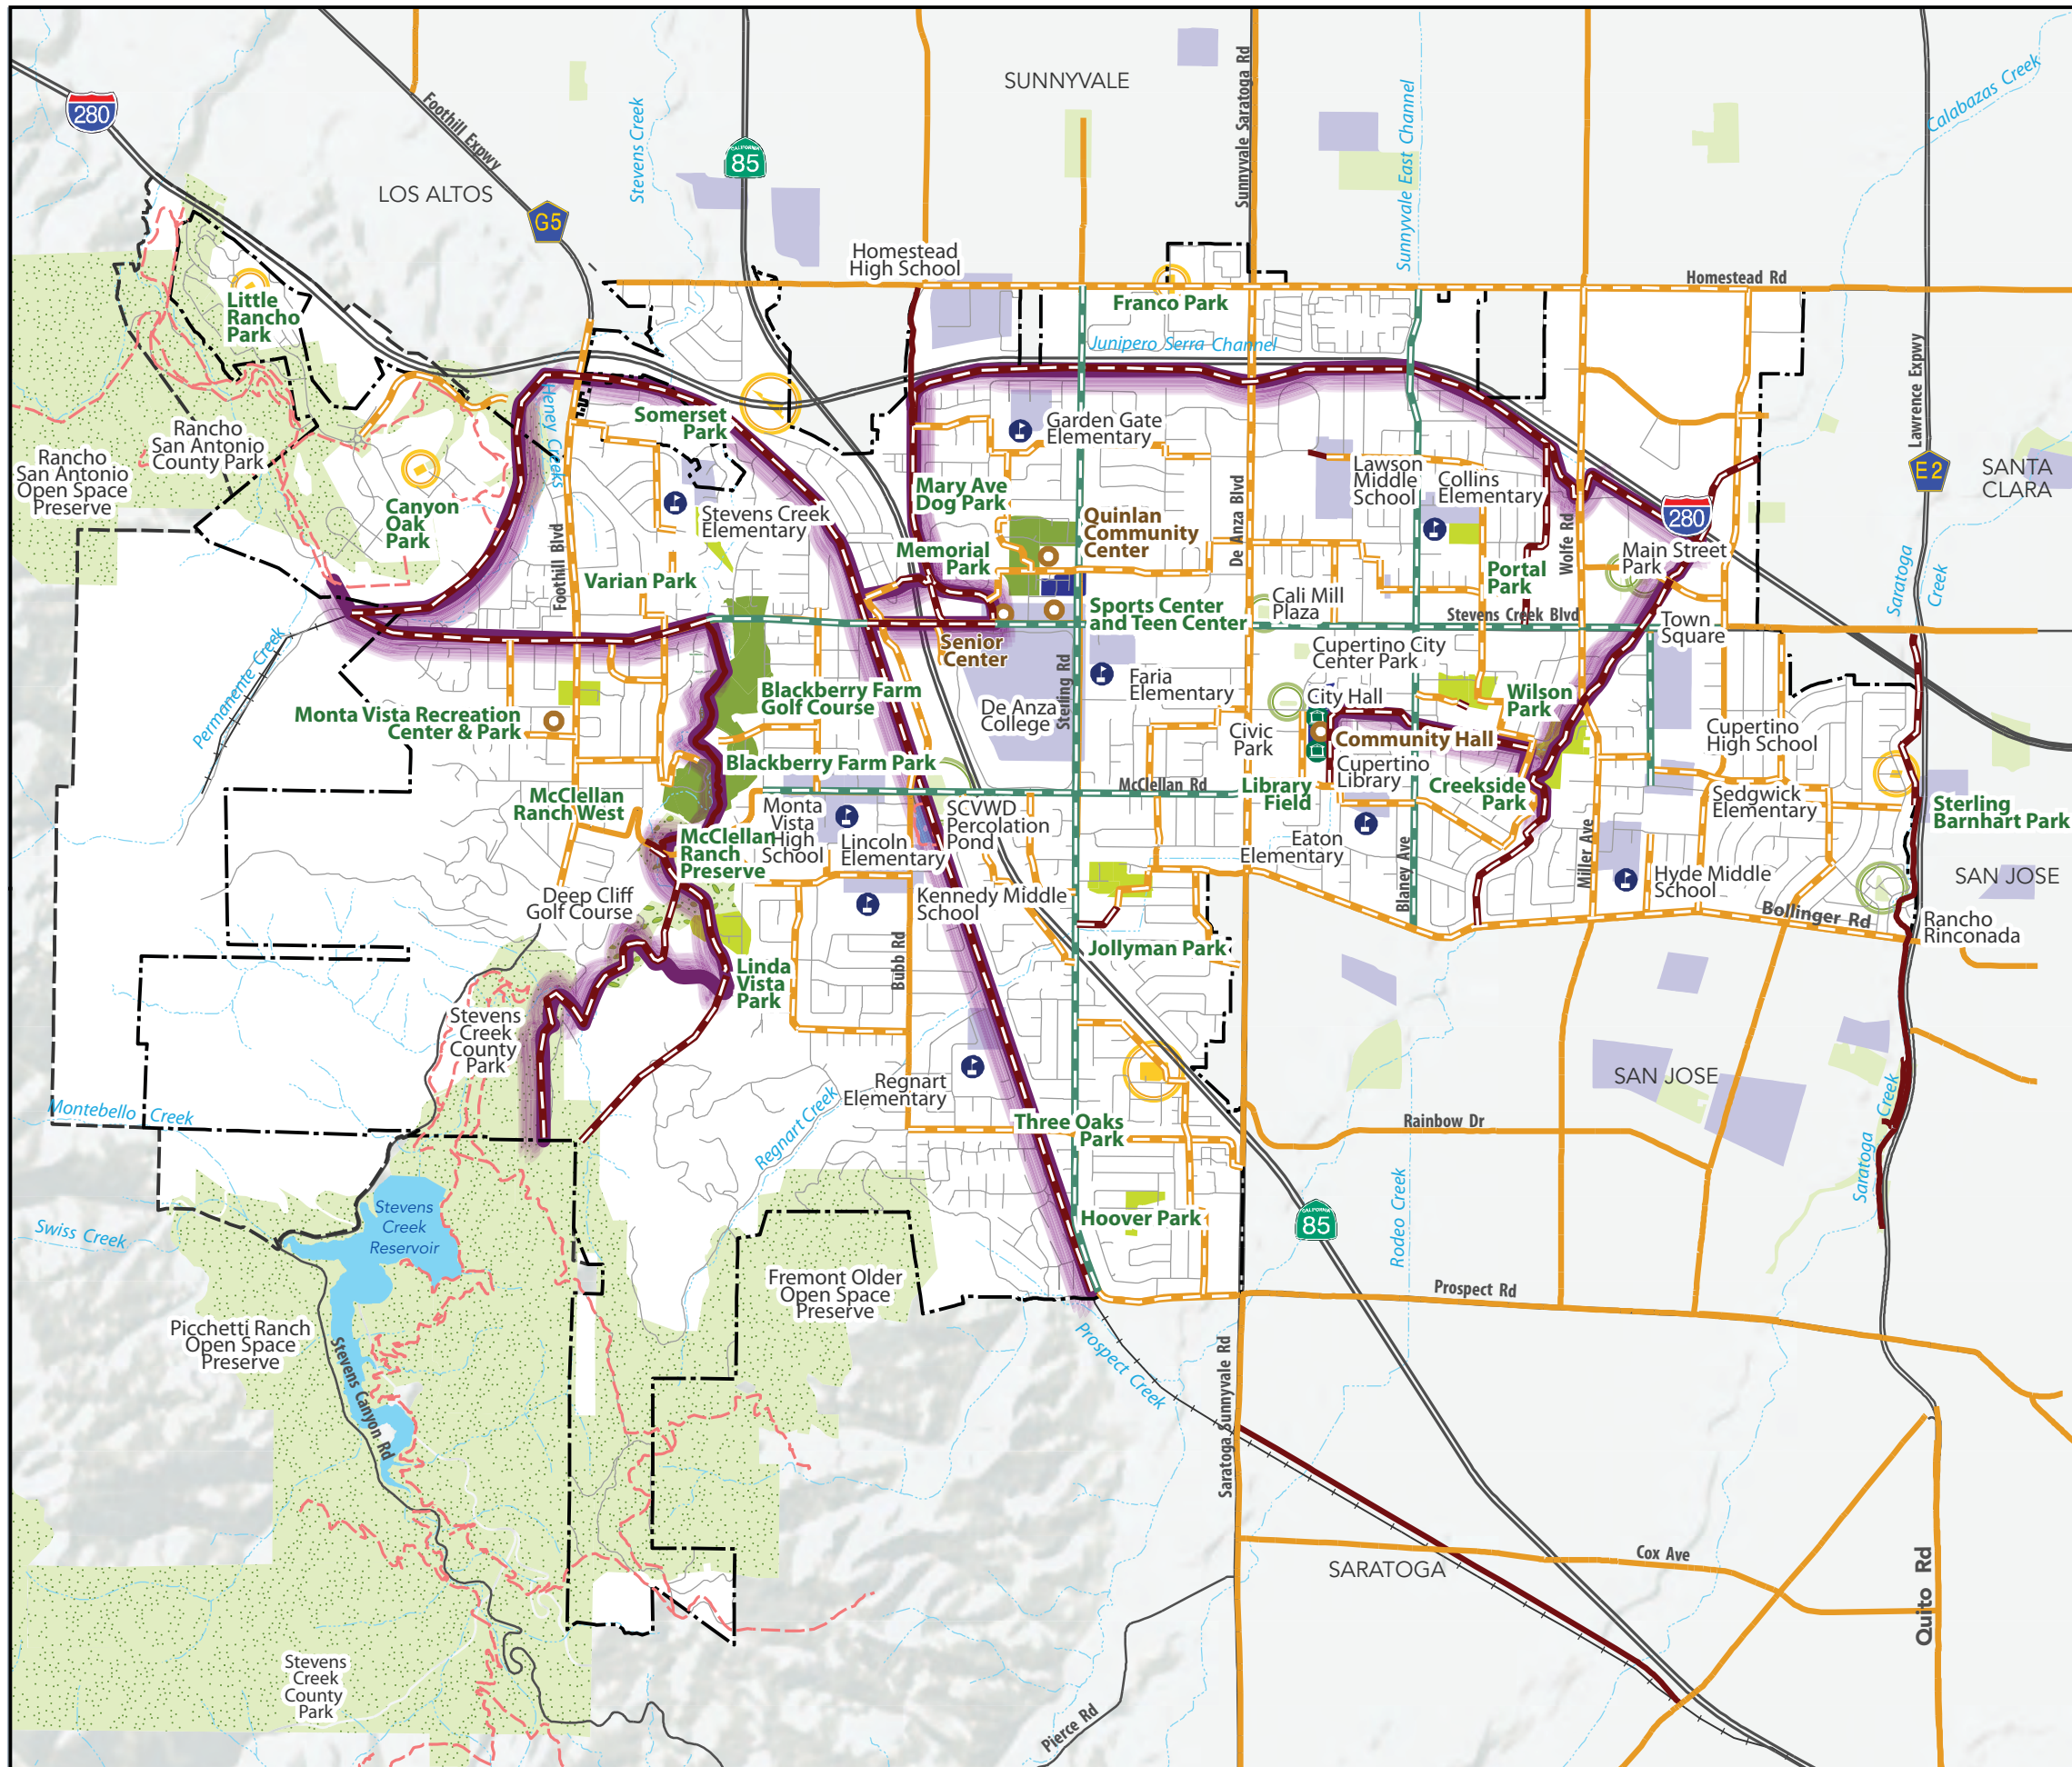 SUNNYVALE
Sunnyvale Saratoga Rd
Sunnyvale East Channel
Calabazas Creek
280
Foothill Expwy
Stevens Creek
CALIFORNIA
85
LOS ALTOS
G5
Homestead
High School
Homestead Rd
Little
Rancho
Park
Franco Park
Junipero Serra Channel
Lawrence Expwy
Heney Creeks
Somerset
Park
Garden Gate
Elementary
Rancho
San Antonio
County Park
Rancho
San Antonio
Open Space
Preserve
Lawson
Middle
School
Collins
Elementary
E2
SANTA
CLARA
Canyon
Oak
Park
Mary Ave
Dog Park
De Anza Blvd
Stevens Creek
Elementary
Quinlan
Community
Center
Wolfe Rd
280
Foothill Blvd
Memorial
Park
Main Street
Park
Varian Park
Portal
Park
Saratoga
Creek
Sports Center
and Teen Center
Cali Mill
Plaza
Stevens Creek Blvd
Town
Square
Permanente Creek
Senior
Center
Cupertino City
Center Park
Sterling Rd
Faria
Elementary
City Hall
Wilson
Park
Blackberry Farm
Golf Course
De Anza
College
Monta Vista Recreation
Center & Park
Civic
Park
Community Hall
Cupertino
High School
Blackberry Farm Park
Cupertino
Library
McClellan Rd
Library
Field
Creekside
Park
McClellan
Ranch West
Monta
Vista
High
School
SCVWD
Percolation
Pond
Sedgwick
Elementary
Sterling
Barnhart Park
McClellan
Ranch
Preserve
Lincoln
Elementary
Eaton
Elementary
Miller Ave
Blaney Ave
Hyde Middle
School
SAN JOSE
Deep Cliff
Golf Course
Kennedy Middle
School
Bollinger Rd
Rancho
Rinconada
Bubb Rd
Jollyman Park
Linda
Vista
Park
Stevens
Creek
County
Park
SAN JOSE
Regnart
Elementary
Montebello Creek
Regnart Creek
Three Oaks
Park
Rainbow Dr
Saratoga
Creek
Stevens
Creek
Reservoir
Swiss Creek
Hoover Park
CALIFORNIA
85
Rodeo Creek
Fremont Older
Open Space
Preserve
Prospect Rd
Picchetti Ranch
Open Space
Preserve
Stevens Canyon Rd
Prospect Creek
Saratoga Sunnyvale Rd
SARATOGA
Cox Ave
Quito Rd
Stevens
Creek
County
Park
Pierce Rd